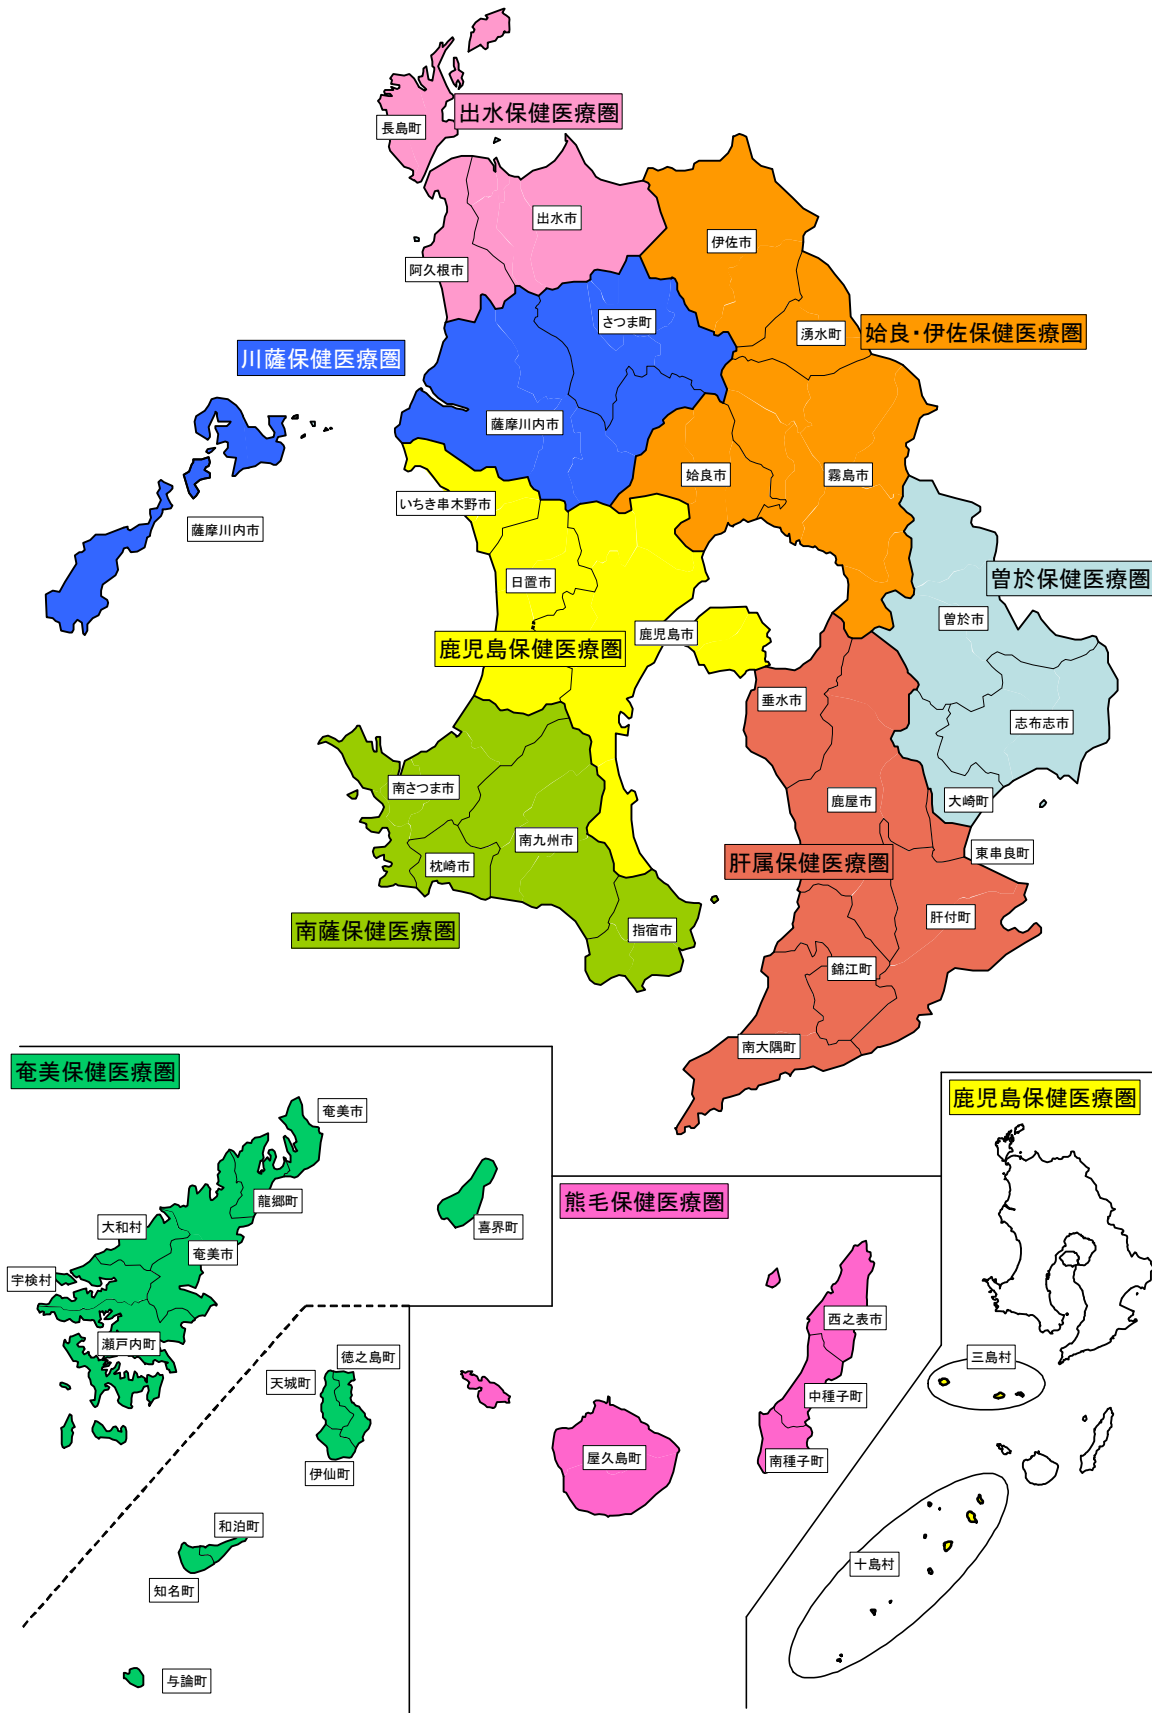 出水保健医療圏
長島町
出水市
阿久根市
伊佐市
湧水町
始良・伊佐保健医療圏
さつま町
川薩保健医療圏
薩摩川内市
始良市
霧島市
いちき串木野市
薩摩川内市
日置市
曽於保健医療圏
曽於市
鹿児島市
鹿児島保健医療圏
垂水市
志布志市
南さつま市
鹿屋市
大崎町
南九州市
枕崎市
東串良町
肝属保健医療圏
南薩保健医療圏
指宿市
肝付町
錦江町
南大隅町
奄美保健医療圏
奄美市
龍郷町
大和村
奄美市
喜界町
宇検村
瀬戸内町
徳之島町
天城町
伊仙町
和泊町
知名町
与論町
熊毛保健医療圏
西之表市
中種子町
屋久島町
南種子町
鹿児島保健医療圏
三島村
十島村